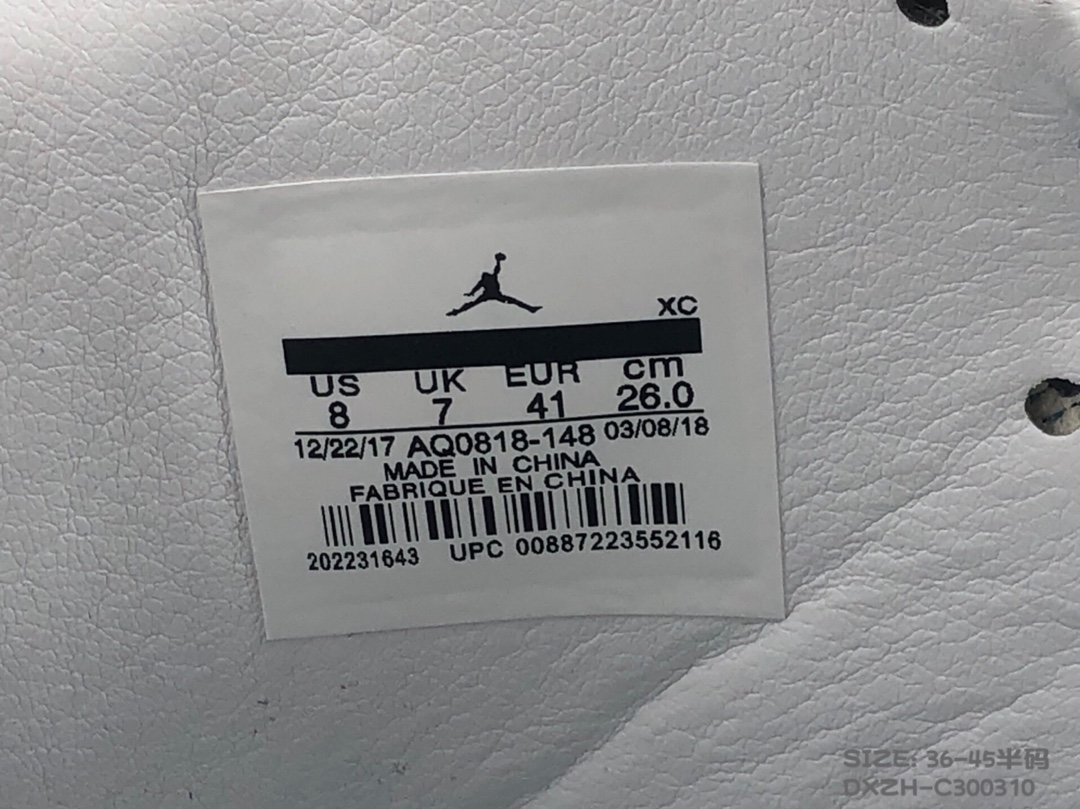 XC
US UK EUR cm
8 7 41 26.0
12/22/17 AQ0818-148 03/08/18
MADE IN CHINA
FABRIQUE EN CHINA
202231643 UPC 00887223552116
SIZE: 36-45半码
DXZH-C300310